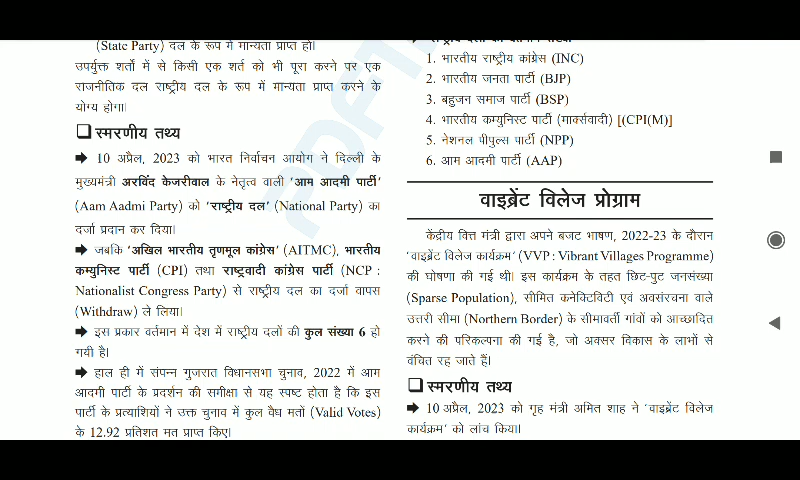 (State Party) दल के रूप में मान्यता प्राप्त हो।
उपर्युक्त शर्तों में से किसी एक शर्त को भी पूरा करने पर एक
राजनीतिक दल राष्ट्रीय दल के रूप में मान्यता प्राप्त करने के
योग्य होगा।
स्मरणीय तथ्य
➡ 10 अप्रैल, 2023 को भारत निर्वाचन आयोग ने दिल्ली के
मुख्यमंत्री अरविंद केजरीवाल के नेतृत्व वाली 'आम आदमी पार्टी'
(Aam Aadmi Party) को 'राष्ट्रीय दल' (National Party) का
दर्जा प्रदान कर दिया।
➡ जबकि 'अखिल भारतीय तृणमूल कांग्रेस' (AITMC), भारतीय
कम्युनिस्ट पार्टी (CPI) तथा राष्ट्रवादी कांग्रेस पार्टी (NCP :
Nationalist Congress Party) से राष्ट्रीय दल का दर्जा वापस
(Withdraw) ले लिया।
➡ इस प्रकार वर्तमान में देश में राष्ट्रीय दलों की कुल संख्या 6 हो
गयी है।
➡ हाल ही में संपन्न गुजरात विधानसभा चुनाव, 2022 में आम
आदमी पार्टी के प्रदर्शन की समीक्षा से यह स्पष्ट होता है कि इस
पार्टी के प्रत्याशियों ने उक्त चुनाव में कुल वैध मतों (Valid Votes)
के 12.92 प्रतिशत मत प्राप्त किए।
1. भारतीय राष्ट्रीय कांग्रेस (INC)
2. भारतीय जनता पार्टी (BJP)
3. बहुजन समाज पार्टी (BSP)
4. भारतीय कम्युनिस्ट पार्टी (मार्क्सवादी) [(CPI(M)]
5. नेशनल पीपुल्स पार्टी (NPP)
6. आम आदमी पार्टी (AAP)
वाइब्रेंट विलेज प्रोग्राम
केंद्रीय वित्त मंत्री द्वारा अपने बजट भाषण, 2022-23 के दौरान
'वाइब्रेंट विलेज कार्यक्रम' (VVP : Vibrant Villages Programme)
की घोषणा की गई थी। इस कार्यक्रम के तहत छिट-पुट जनसंख्या
(Sparse Population), सीमित कनेक्टिविटी एवं अवसंरचना वाले
उत्तरी सीमा (Northern Border) के सीमावर्ती गांवों को आच्छादित
करने की परिकल्पना की गई है, जो अक्सर विकास के लाभों से
वंचित रह जाते हैं।
स्मरणीय तथ्य
➡ 10 अप्रैल, 2023 को गृह मंत्री अमित शाह ने 'वाइब्रेंट विलेज
कार्यक्रम' को लांच किया।